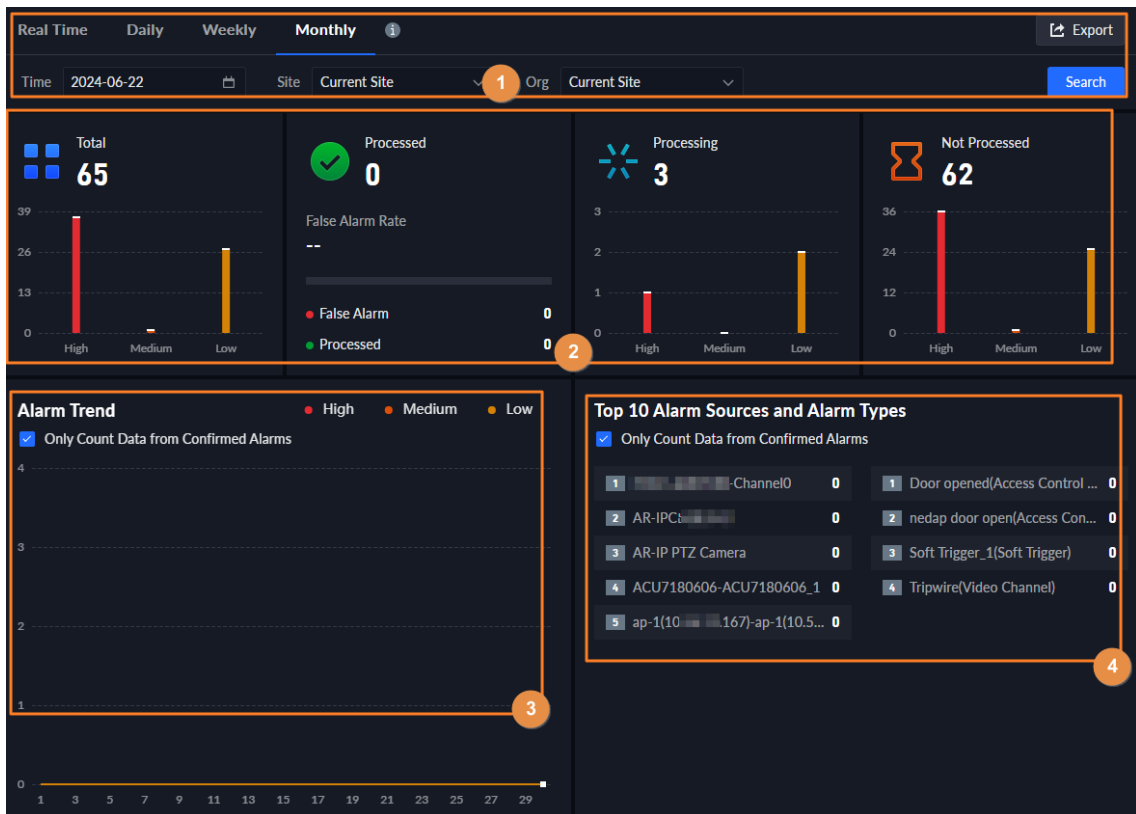 Real Time Daily Weekly Monthly i Export
Time 2024-06-22 Site Current Site 1 Org Current Site Search
Total
65
39
26
13
0
High Medium Low
Processed
0
False Alarm Rate
--
False Alarm 0
Processed 0
2
Processing
3
3
2
1
0
High Medium Low
Not Processed
62
36
24
12
0
High Medium Low
Alarm Trend High Medium Low
Only Count Data from Confirmed Alarms
4
3
2
1
0
1 3 5 7 9 11 13 15 17 19 21 23 25 27 29
3
Top 10 Alarm Sources and Alarm Types
Only Count Data from Confirmed Alarms
1 -Channel0 0
2 AR-IPC 0
3 AR-IP PTZ Camera 0
4 ACU7180606-ACU7180606_1 0
5 ap-1(10 .167)-ap-1(10.5... 0
1 Door opened(Access Control ... 0
2 nedap door open(Access Con... 0
3 Soft Trigger_1(Soft Trigger) 0
4 Tripwire(Video Channel) 0
4